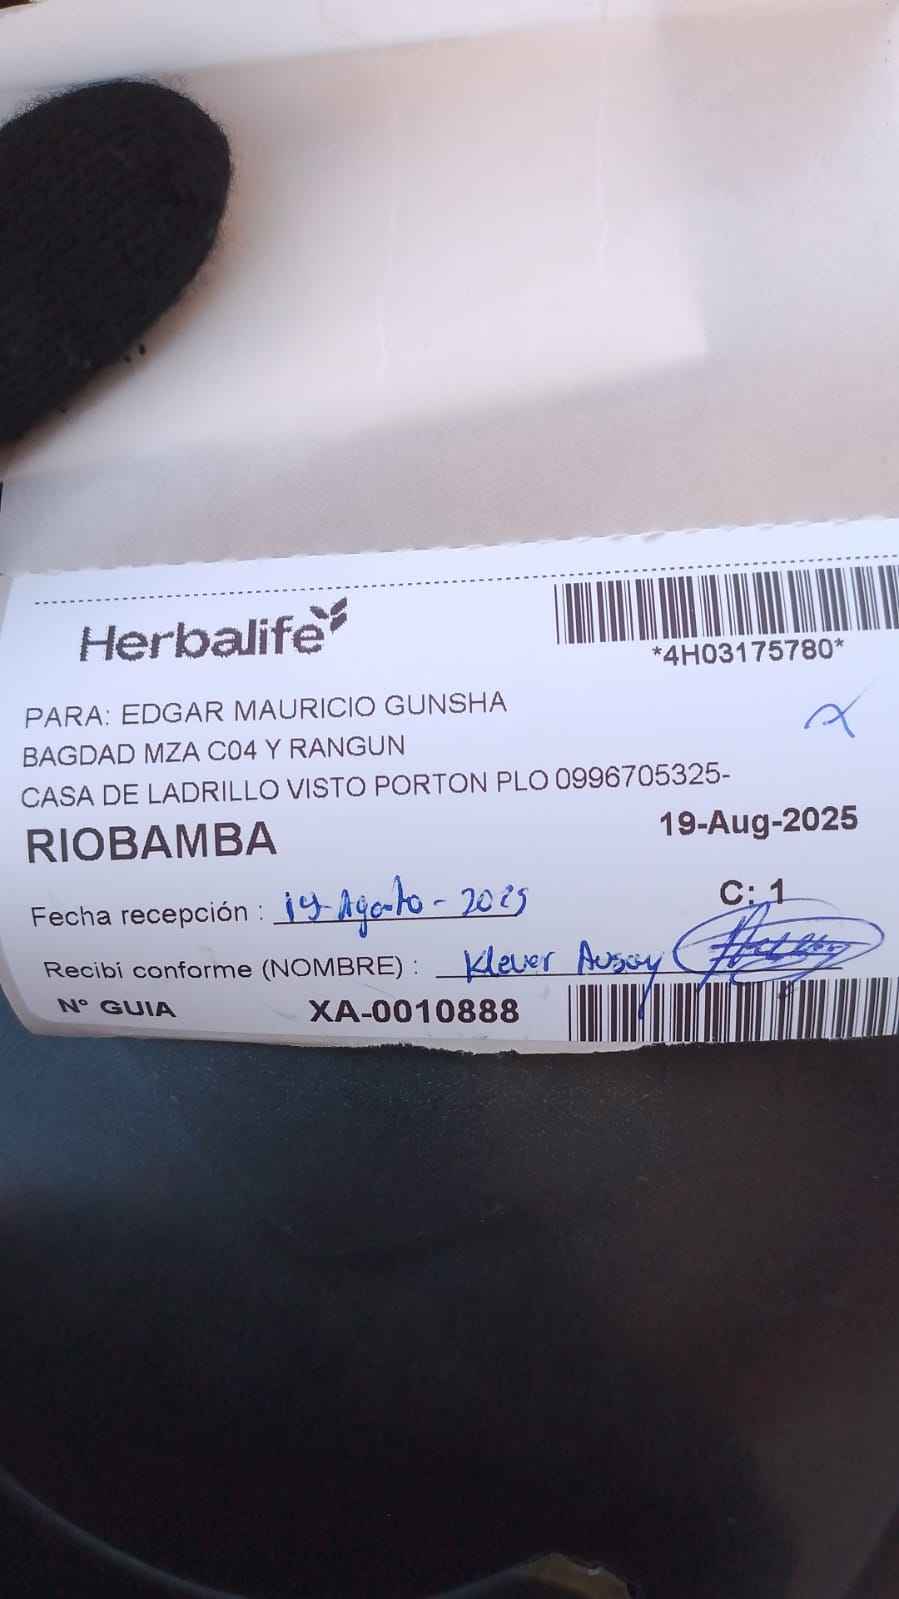 Herbalife
*4H03175780*
PARA: EDGAR MAURICIO GUNSHA
BAGDAD MZA C04 Y RANGUN
CASA DE LADRILLO VISTO PORTON PLO 0996705325-
RIOBAMBA
19-Aug-2025
C: 1
Fecha recepción : 19-Agosto-2025
Recibi conforme (NOMBRE) : Klever Ausay
Nº GUIA XA-0010888